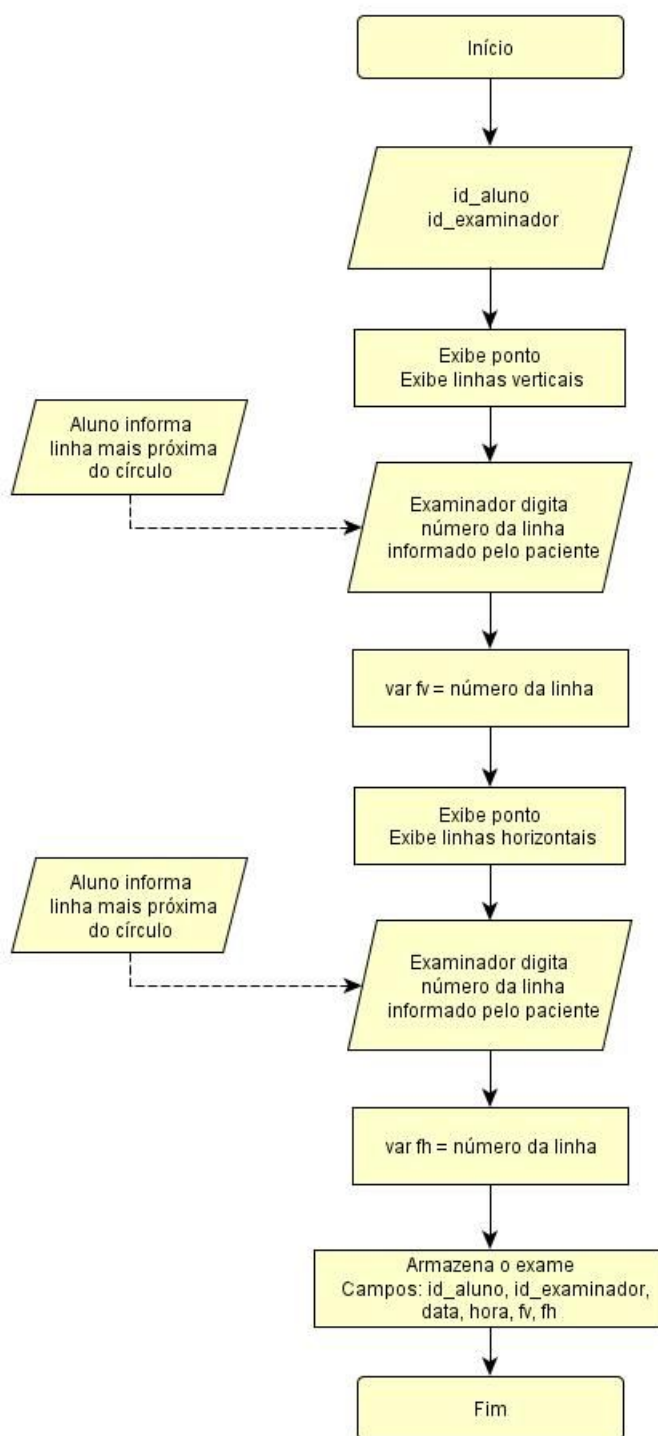 Início
id_aluno
id_examinador
Exibe ponto
Exibe linhas verticais
Aluno informa
linha mais próxima
do círculo
Examinador digita
número da linha
informado pelo paciente
var fv = número da linha
Exibe ponto
Exibe linhas horizontais
Aluno informa
linha mais próxima
do círculo
Examinador digita
número da linha
informado pelo paciente
var fh = número da linha
Armazena o exame
Campos: id_aluno, id_examinador,
data, hora, fv, fh
Fim